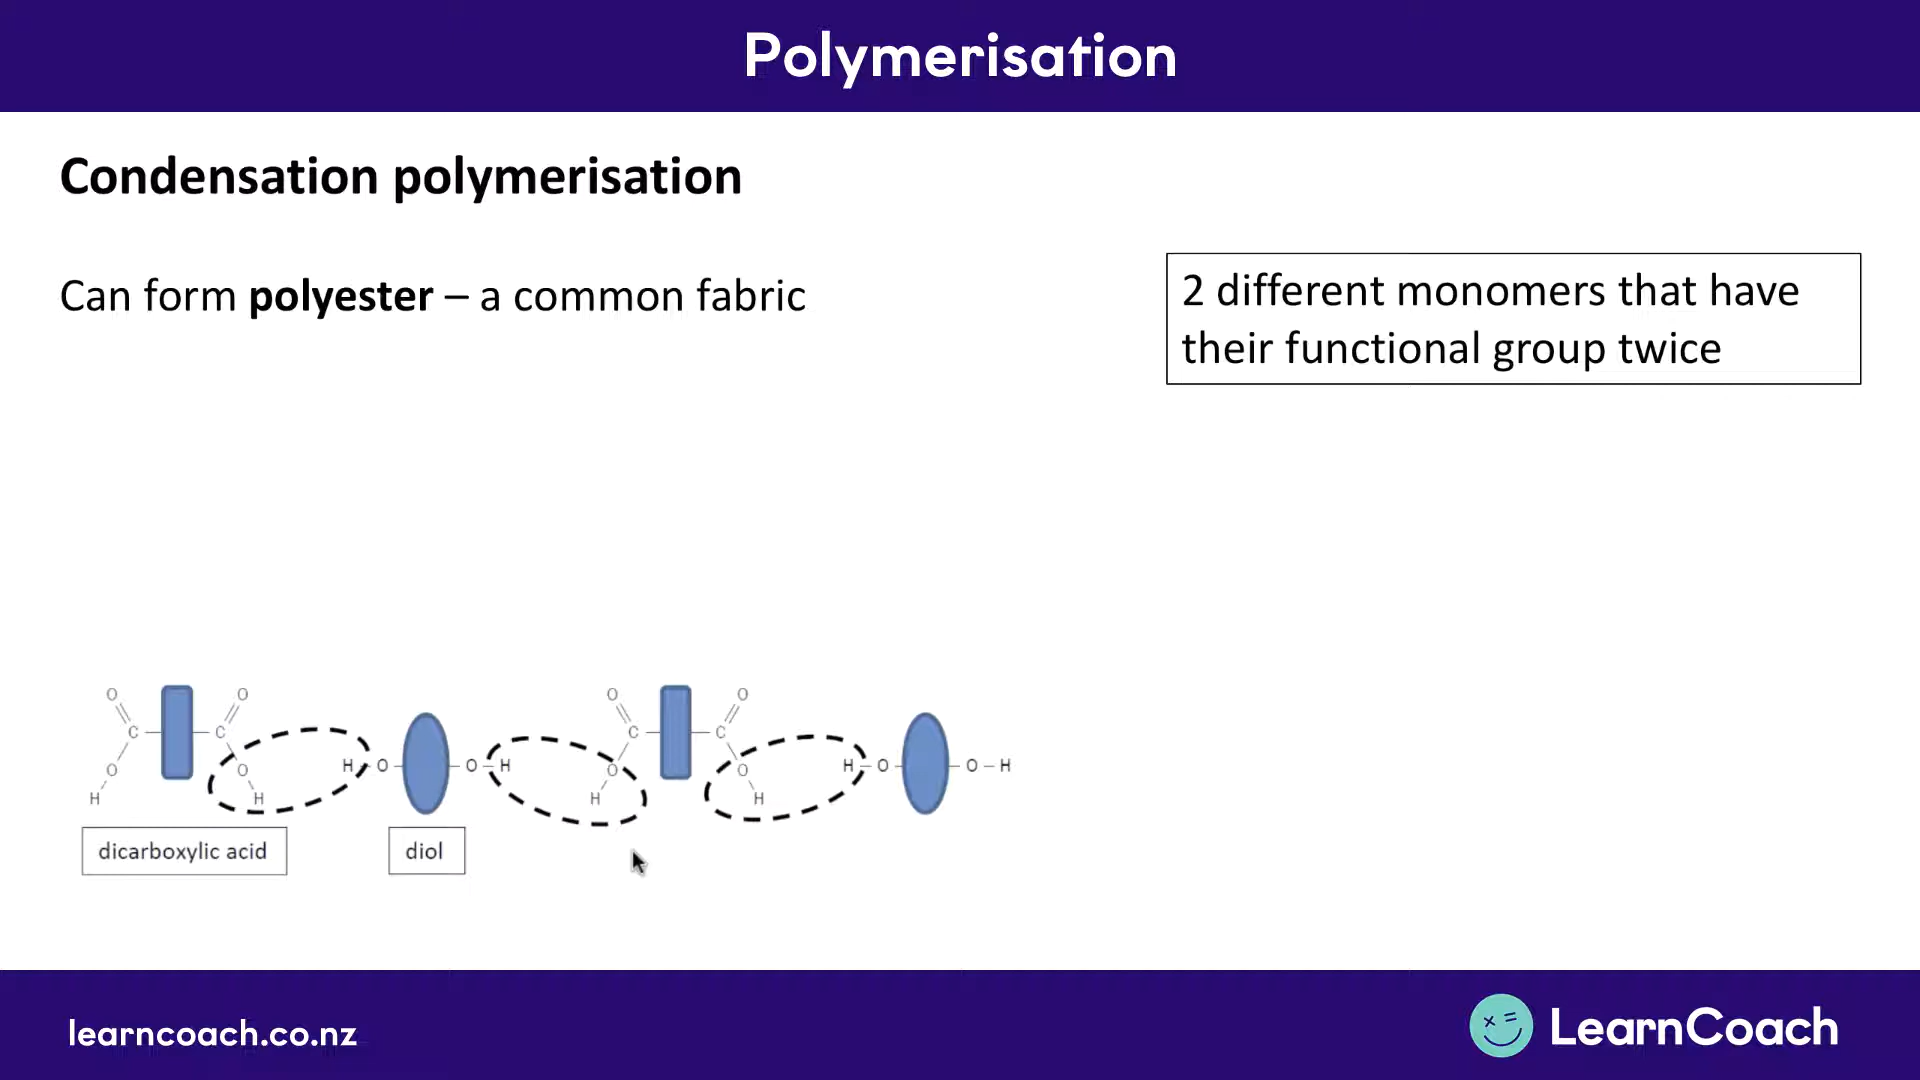 Polymerisation
Condensation polymerisation
Can form polyester – a common fabric
2 different monomers that have
their functional group twice
O O O O
C C C C
O O H O O H O O H O O H
H H H H
dicarboxylic acid
diol
learncoach.co.nz
LearnCoach